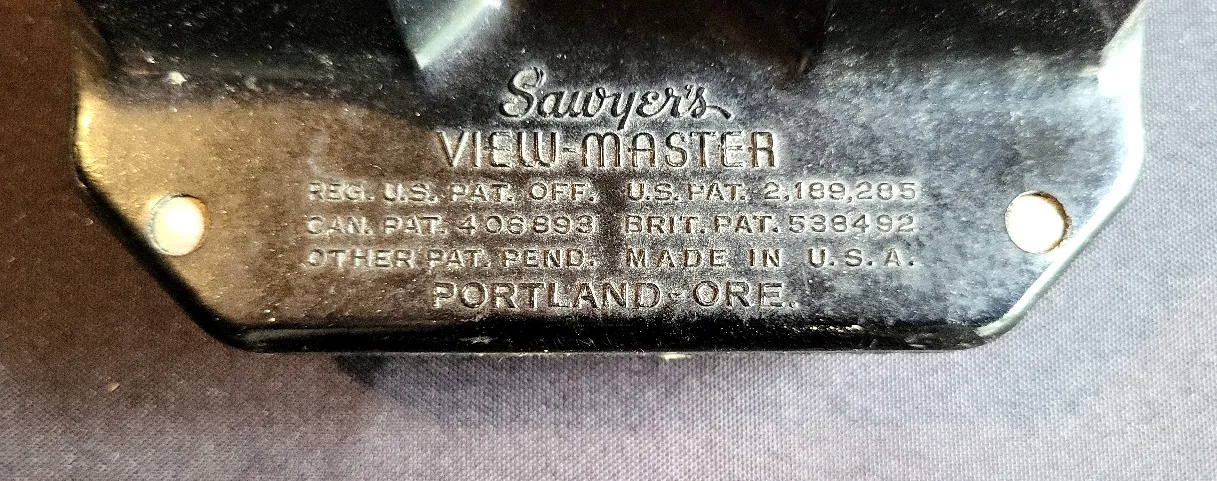 Sawyer's
VIEW-MASTER
REG. U.S. PAT. OFF. U.S. PAT. 2,189,285
CAN. PAT. 406893 BRIT. PAT. 538492
OTHER PAT. PEND. MADE IN U.S.A.
PORTLAND-ORE.